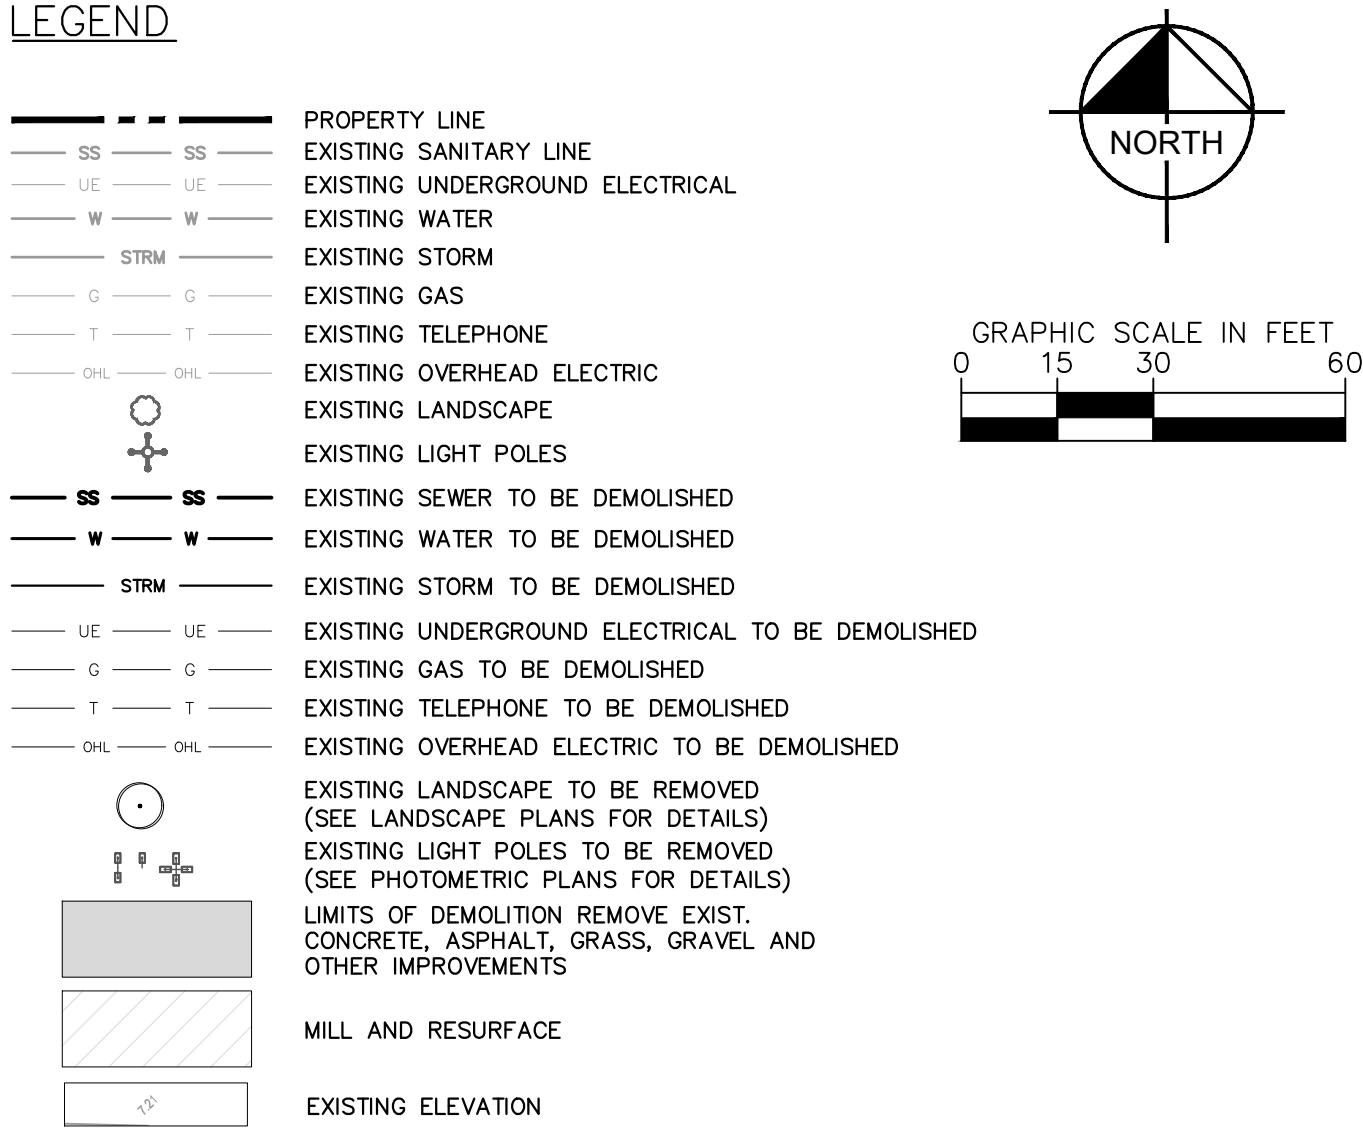 LEGEND
PROPERTY LINE
SS SS EXISTING SANITARY LINE
UE UE EXISTING UNDERGROUND ELECTRICAL
W W EXISTING WATER
STRM EXISTING STORM
G G EXISTING GAS
T T EXISTING TELEPHONE
OHL OHL EXISTING OVERHEAD ELECTRIC
EXISTING LANDSCAPE
EXISTING LIGHT POLES
SS SS EXISTING SEWER TO BE DEMOLISHED
W W EXISTING WATER TO BE DEMOLISHED
STRM EXISTING STORM TO BE DEMOLISHED
UE UE EXISTING UNDERGROUND ELECTRICAL TO BE DEMOLISHED
G G EXISTING GAS TO BE DEMOLISHED
T T EXISTING TELEPHONE TO BE DEMOLISHED
OHL OHL EXISTING OVERHEAD ELECTRIC TO BE DEMOLISHED
EXISTING LANDSCAPE TO BE REMOVED
(SEE LANDSCAPE PLANS FOR DETAILS)
EXISTING LIGHT POLES TO BE REMOVED
(SEE PHOTOMETRIC PLANS FOR DETAILS)
LIMITS OF DEMOLITION REMOVE EXIST.
CONCRETE, ASPHALT, GRASS, GRAVEL AND
OTHER IMPROVEMENTS
MILL AND RESURFACE
7.21 EXISTING ELEVATION
NORTH
GRAPHIC SCALE IN FEET
0 15 30 60